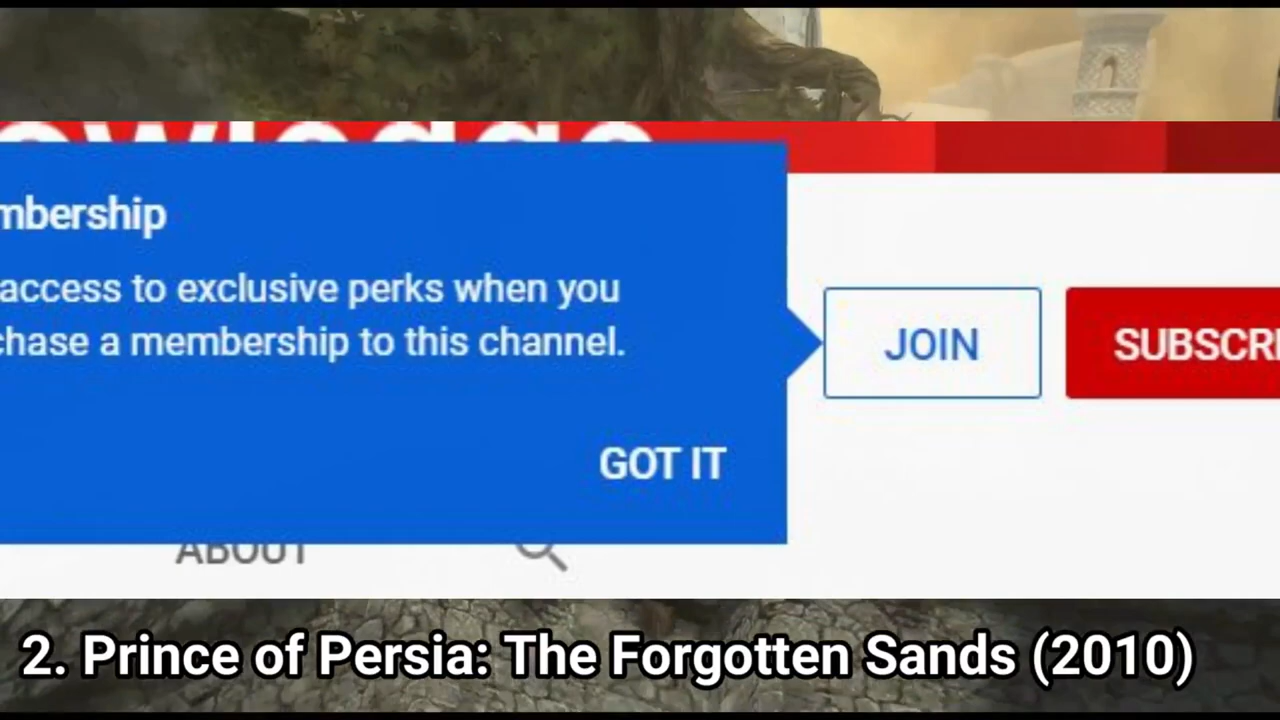 mbership
access to exclusive perks when you
chase a membership to this channel.
JOIN
SUBSCRI
GOT IT
ABOUT
2. Prince of Persia: The Forgotten Sands (2010)